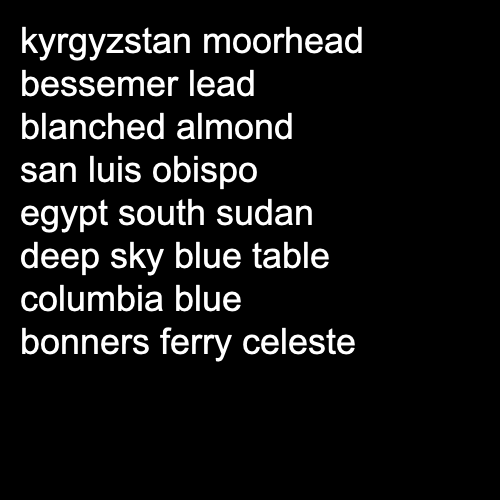 kyrgyzstan moorhead
bessemer lead
blanched almond
san luis obispo
egypt south sudan
deep sky blue table
columbia blue
bonners ferry celeste